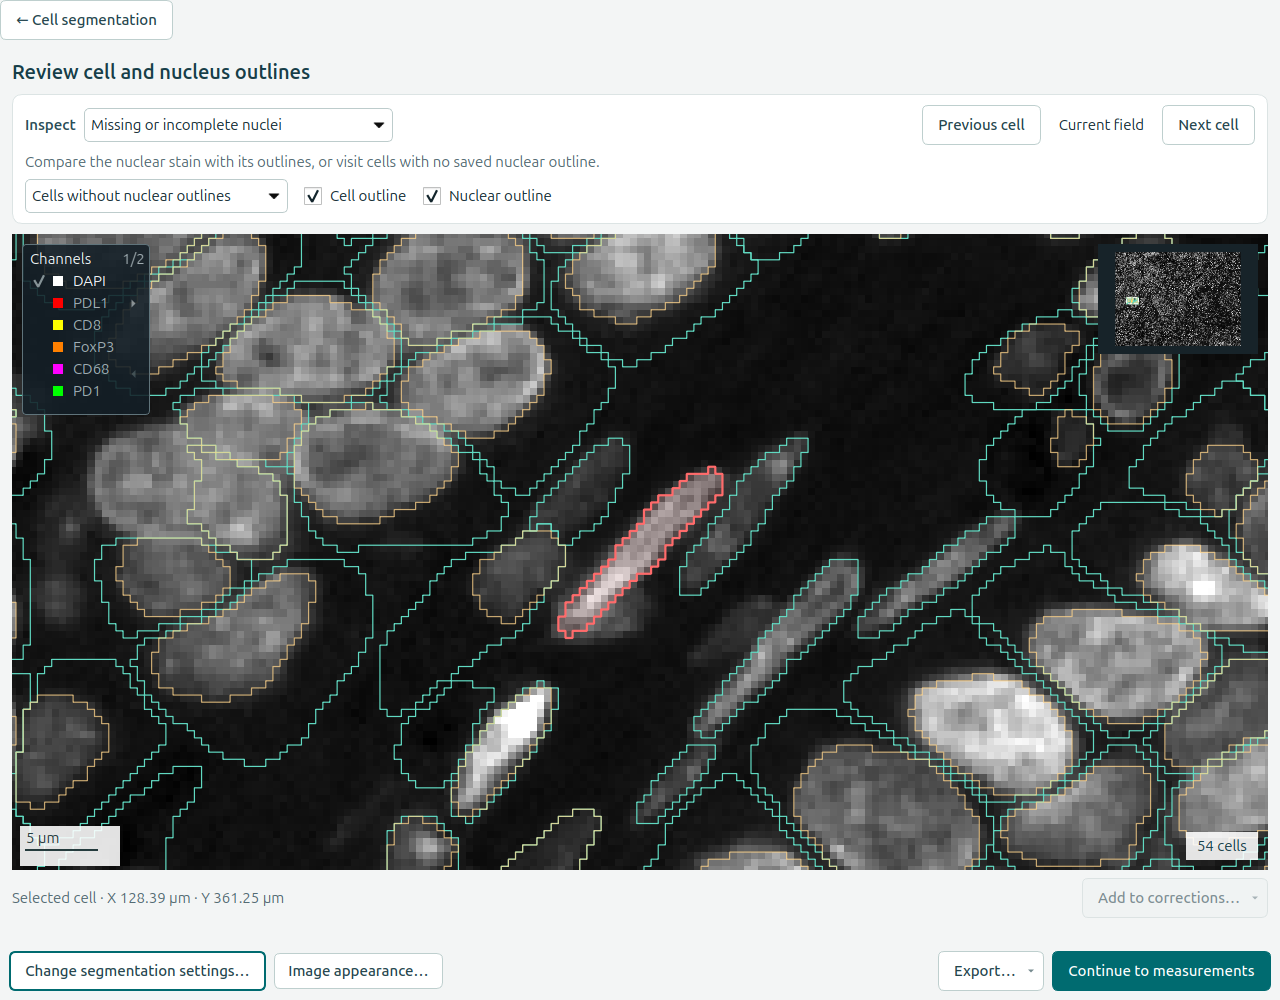 ← Cell segmentation
Review cell and nucleus outlines
Inspect Missing or incomplete nuclei Previous cell Current field Next cell
Compare the nuclear stain with its outlines, or visit cells with no saved nuclear outline.
Cells without nuclear outlines Cell outline Nuclear outline
Channels 1/2
DAPI
PDL1
CD8
FoxP3
CD68
PD1
5 µm
54 cells
Selected cell · X 128.39 µm · Y 361.25 µm
Add to corrections...
Change segmentation settings...
Image appearance...
Export...
Continue to measurements